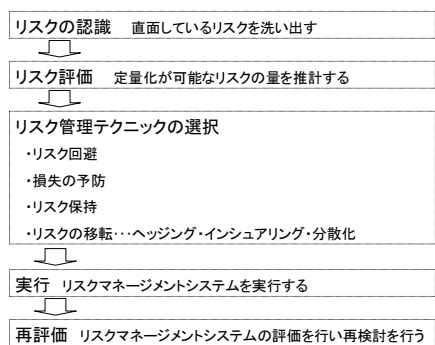 リスクの認識　直面しているリスクを洗い出す
リスク評価　定量化が可能なリスクの量を推計する
リスク管理テクニックの選択
・リスク回避
・損失の予防
・リスク保持
・リスクの移転･･･ヘッジング・インシュアリング・分散化
実行　リスクマネージメントシステムを実行する
再評価　リスクマネージメントシステムの評価を行い再検討を行う